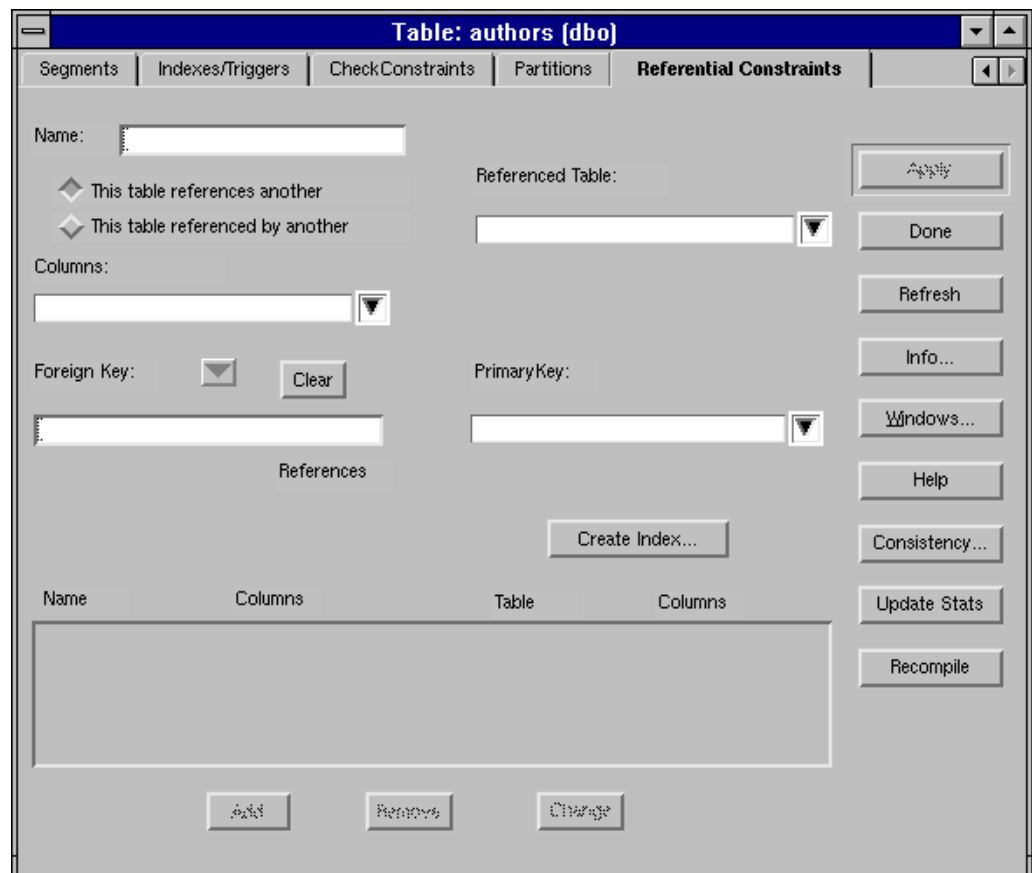 Table: authors (dbo)
Segments Indexes/Triggers CheckConstraints Partitions Referential Constraints
Name:
This table references another
This table referenced by another
Referenced Table:
Columns:
Foreign Key:
Clear
PrimaryKey:
References
Create Index...
Name Columns Table Columns
Add Remove Change
Apply
Done
Refresh
Info...
Windows...
Help
Consistency...
Update Stats
Recompile